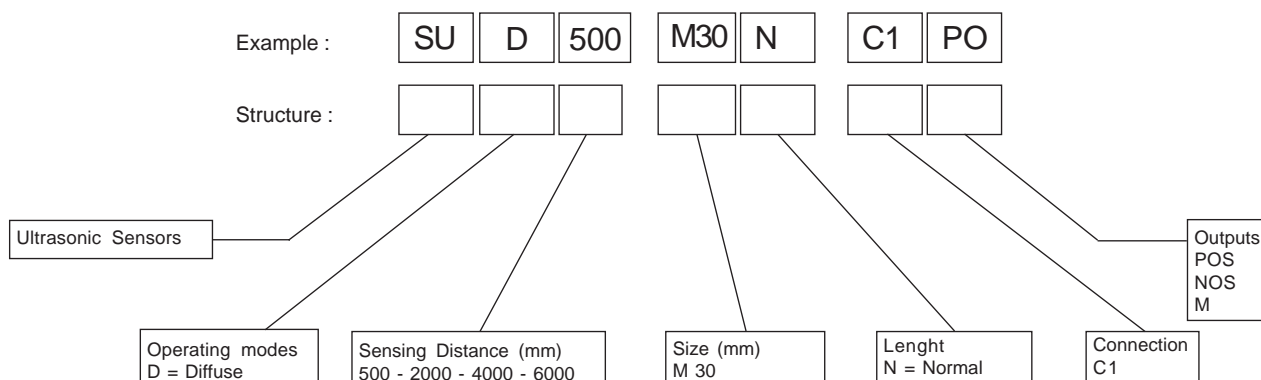 Example : SU D 500 M30 N C1 PO
Structure :
Ultrasonic Sensors
Outputs
POS
NOS
M
Operating modes
D = Diffuse
Sensing Distance (mm)
500 - 2000 - 4000 - 6000
Size (mm)
M 30
Lenght
N = Normal
Connection
C1